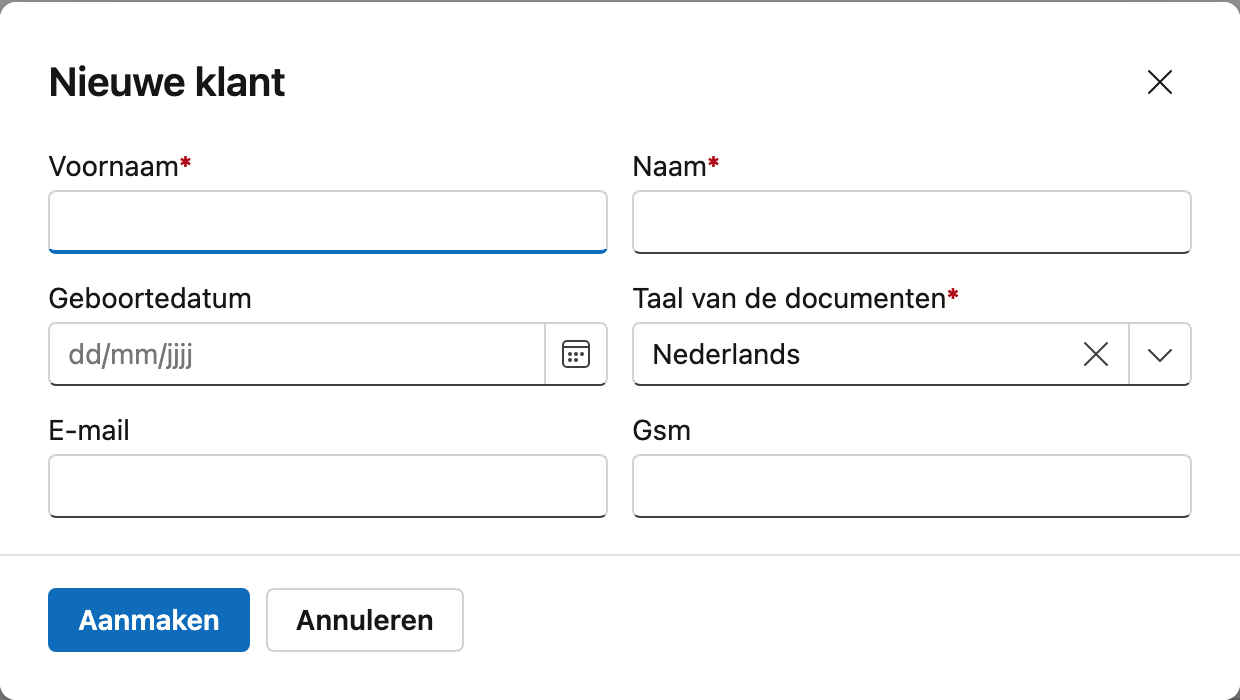 Nieuwe klant
Voornaam* Naam*
Geboortedatum Taal van de documenten*
dd/mm/jjjj Nederlands
E-mail Gsm
Aanmaken Annuleren